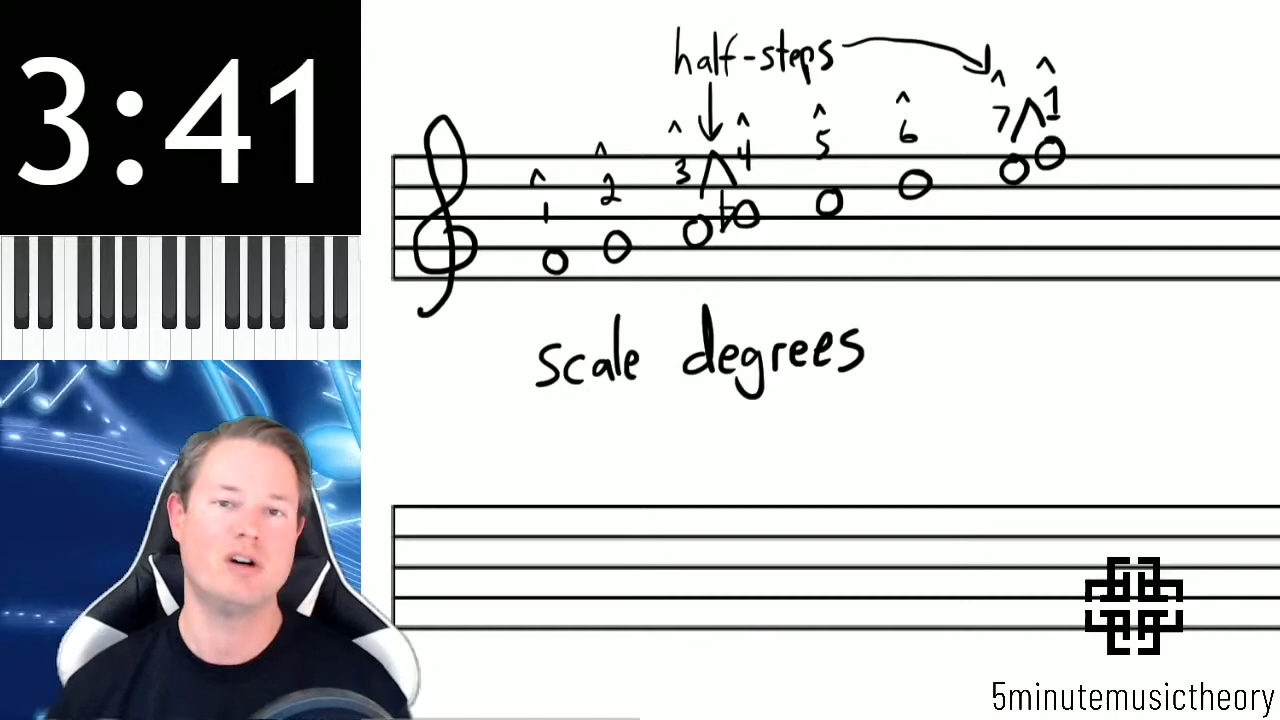 3:41
half-steps
^ ^ ^ ^ ^ ^ ^ ^
1 2 3 4 5 6 7 1
♭
scale degrees
5minutemusictheory